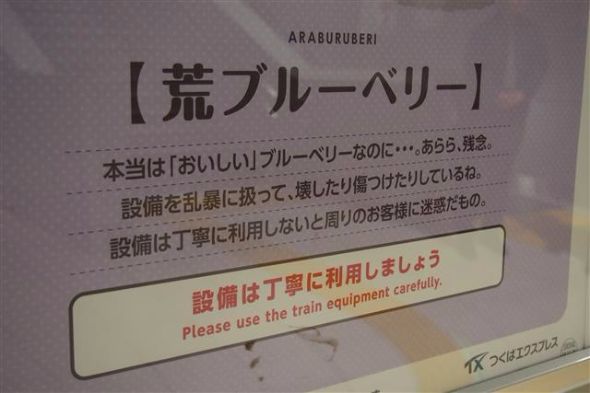 ARABURUBERI
【荒ブルーベリー】
本当は「おいしい」ブルーベリーなのに・・・。あらら、残念。
設備を乱暴に扱って、壊したり傷つけたりしているね。
設備は丁寧に利用しないと周りのお客様に迷惑だもの。
設備は丁寧に利用しましょう
Please use the train equipment carefully.
TX つくばエクスプレス